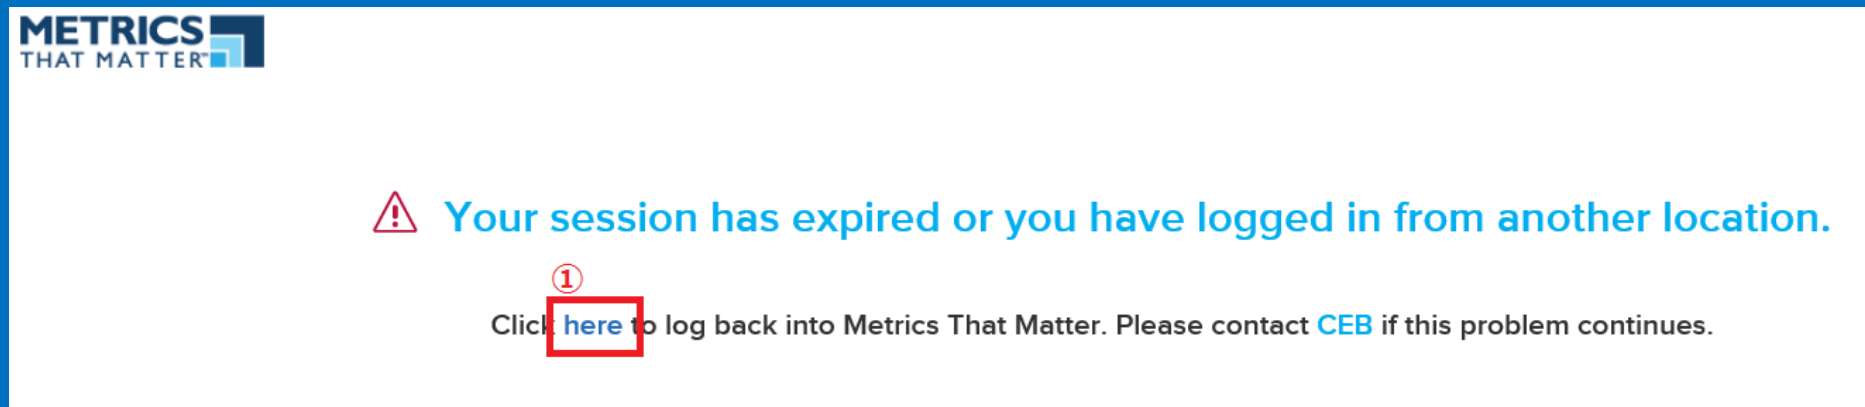 METRICS
THAT MATTER™
Your session has expired or you have logged in from another location.
①
Click here to log back into Metrics That Matter. Please contact CEB if this problem continues.